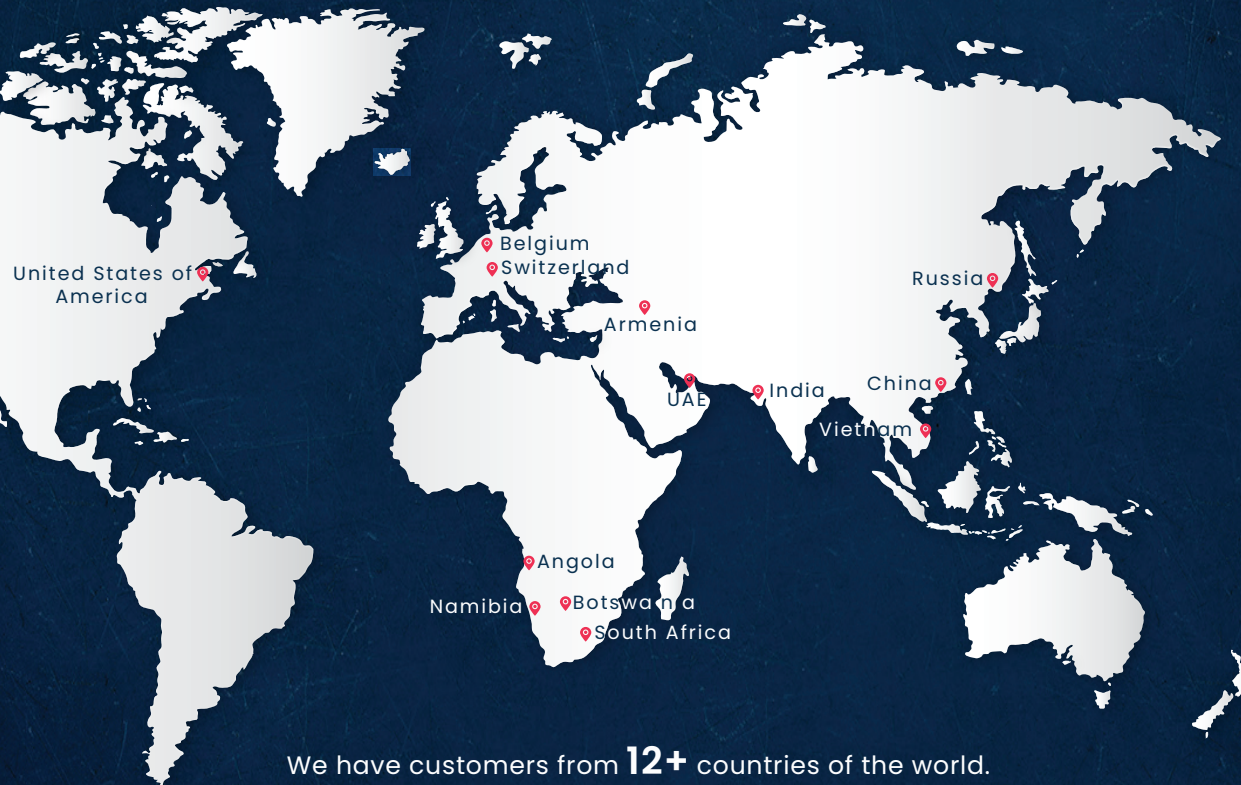 Belgium
Switzerland
United States of
America
Russia
Armenia
China
India
UAE
Vietnam
Angola
Botswana
Namibia
South Africa
We have customers from 12+ countries of the world.